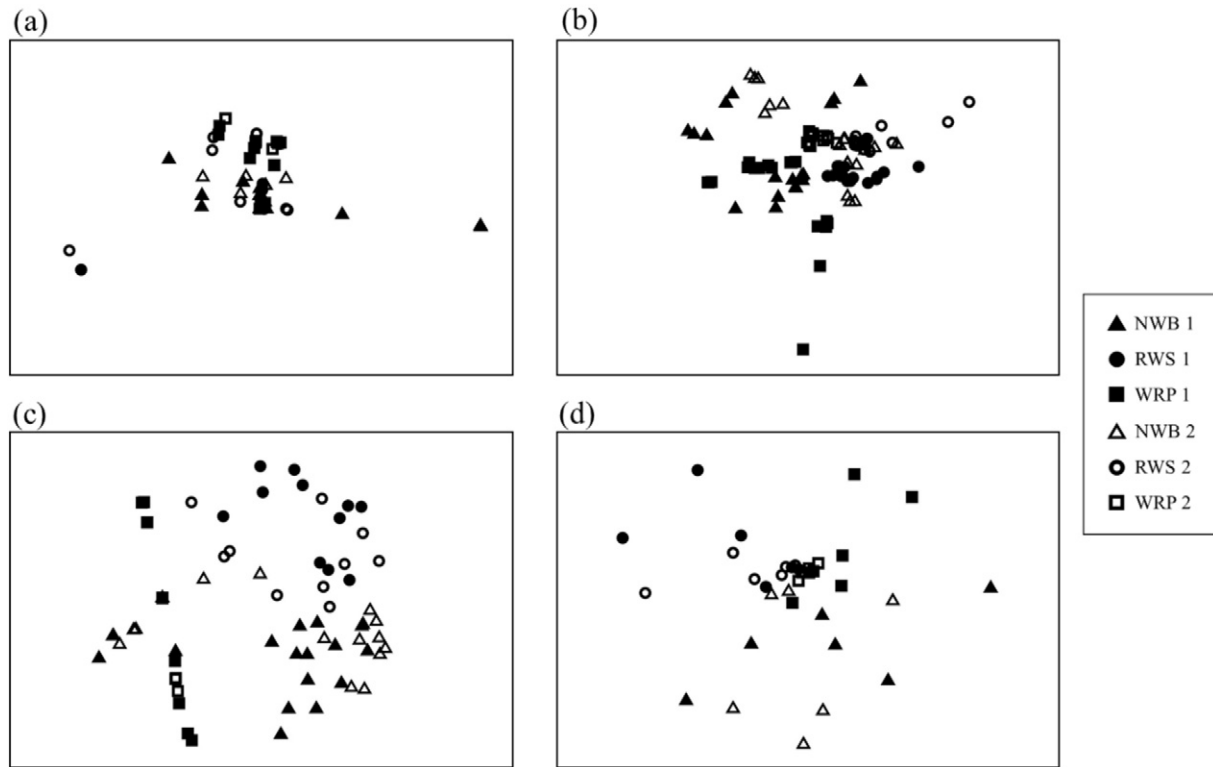 (a)
(b)
(c)
(d)
NWB 1
RWS 1
WRP 1
NWB 2
RWS 2
WRP 2